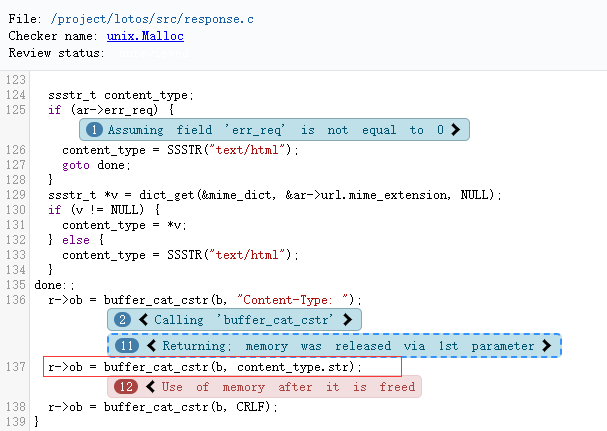 File: /project/lotos/src/response.c
Checker name: unix.Malloc
Review status:
123
124 ssstr_t content_type;
125 if (ar->err_req) {
1 Assuming field 'err_req' is not equal to 0
126 content_type = SSSTR("text/html");
127 goto done;
128 }
129 ssstr_t *v = dict_get(&mime_dict, &ar->url.mime_extension, NULL);
130 if (v != NULL) {
131 content_type = *v;
132 } else {
133 content_type = SSSTR("text/html");
134 }
135 done:;
136 r->ob = buffer_cat_cstr(b, "Content-Type: ");
2 Calling 'buffer_cat_cstr'
11 Returning; memory was released via 1st parameter
137 r->ob = buffer_cat_cstr(b, content_type.str);
12 Use of memory after it is freed
138 r->ob = buffer_cat_cstr(b, CRLF);
139 }